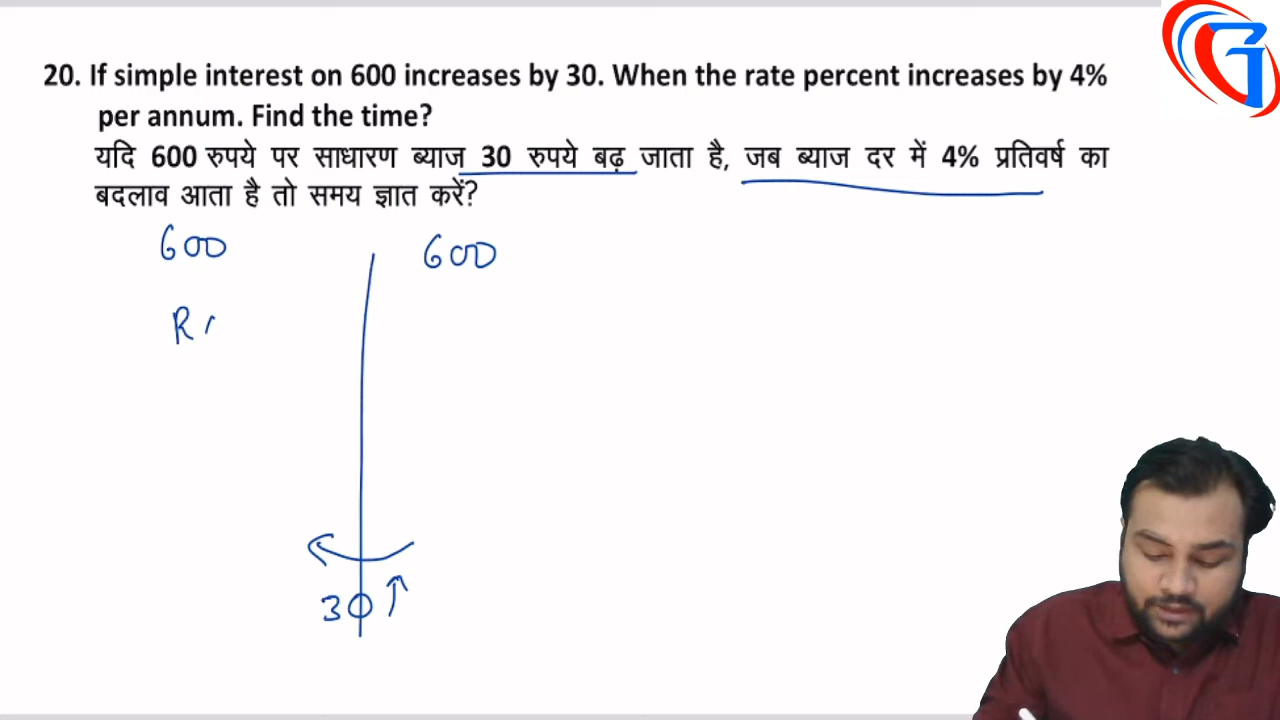 20. If simple interest on 600 increases by 30. When the rate percent increases by 4%
per annum. Find the time?
यदि 600 रुपये पर साधारण ब्याज 30 रुपये बढ़ जाता है, जब ब्याज दर में 4% प्रतिवर्ष का
बदलाव आता है तो समय ज्ञात करें?
600 600
R
30 ↑